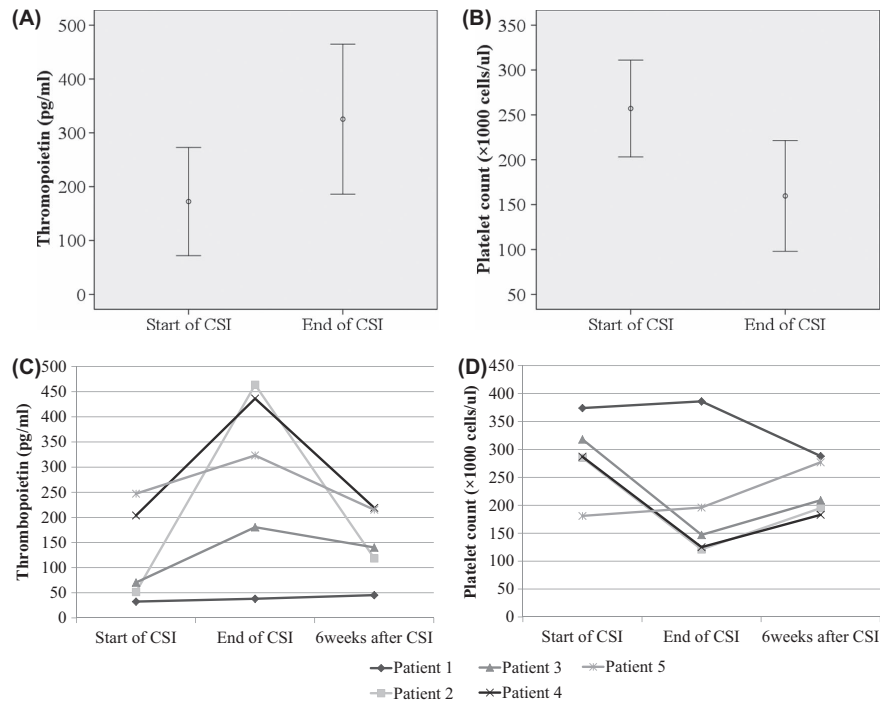 (A)
Thromopoietin (pg/ml)
500
400
300
200
100
0
Start of CSI
End of CSI
(B)
Platelet count (×1000 cells/ul)
350
300
250
200
150
100
50
Start of CSI
End of CSI
(C)
Thrombopoietin (pg/ml)
500
450
400
350
300
250
200
150
100
50
0
Start of CSI
End of CSI
6weeks after CSI
(D)
Platelet count (×1000 cells/ul)
450
400
350
300
250
200
150
100
50
0
Start of CSI
End of CSI
6weeks after CSI
Patient 1
Patient 3
Patient 5
Patient 2
Patient 4